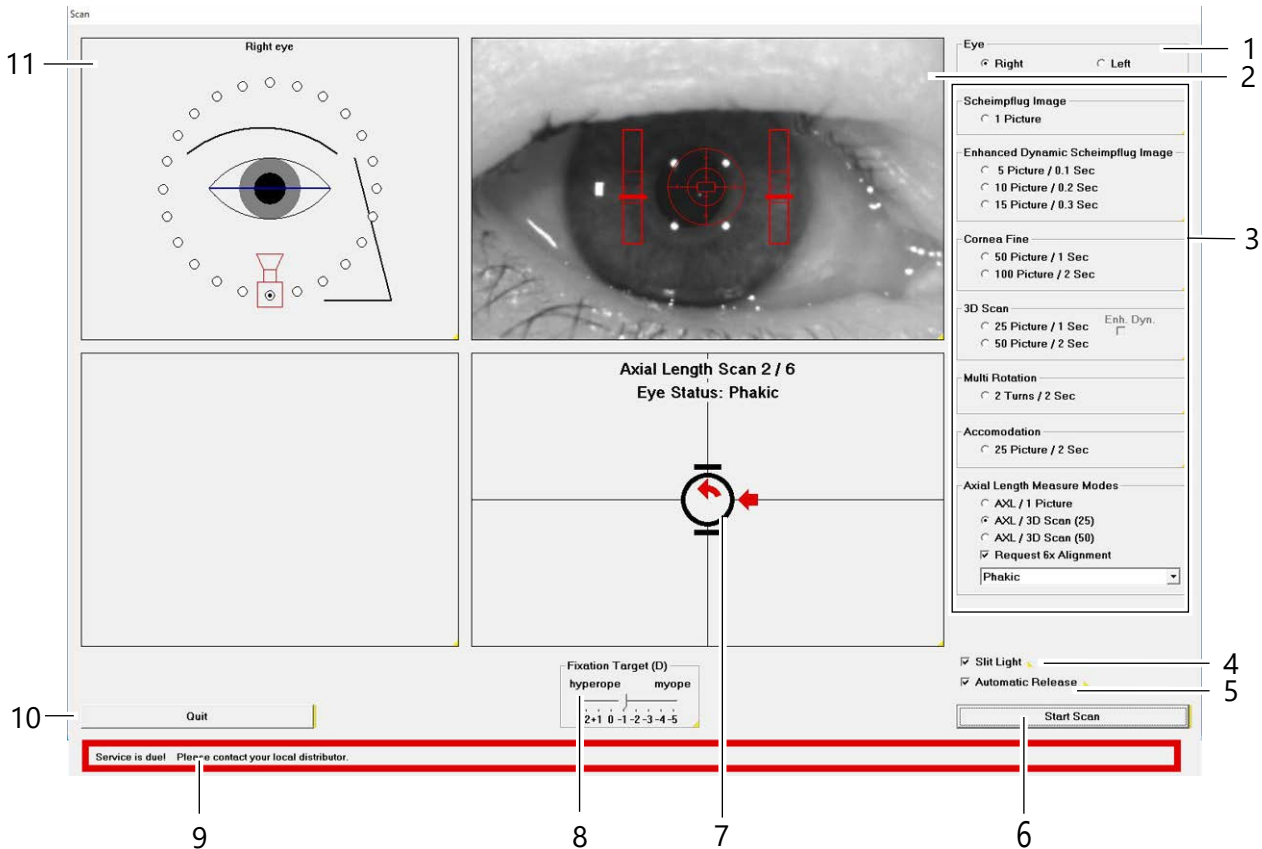 Scan
Right eye
Eye
Right Left
Scheimpflug Image
1 Picture
Enhanced Dynamic Scheimpflug Image
5 Picture / 0.1 Sec
10 Picture / 0.2 Sec
15 Picture / 0.3 Sec
Cornea Fine
50 Picture / 1 Sec
100 Picture / 2 Sec
3D Scan
25 Picture / 1 Sec Enh. Dyn.
50 Picture / 2 Sec
Multi Rotation
2 Turns / 2 Sec
Accomodation
25 Picture / 2 Sec
Axial Length Measure Modes
AXL / 1 Picture
AXL / 3D Scan (25)
AXL / 3D Scan (50)
Request 6x Alignment
Phakic
Axial Length Scan 2 / 6
Eye Status: Phakic
Slit Light
Automatic Release
Start Scan
Fixation Target (D)
hyperope myope
2+1 0 -1 -2 -3 -4 -5
Quit
Service is due! Please contact your local distributor.
1
2
3
4
5
6
7
8
9
10
11